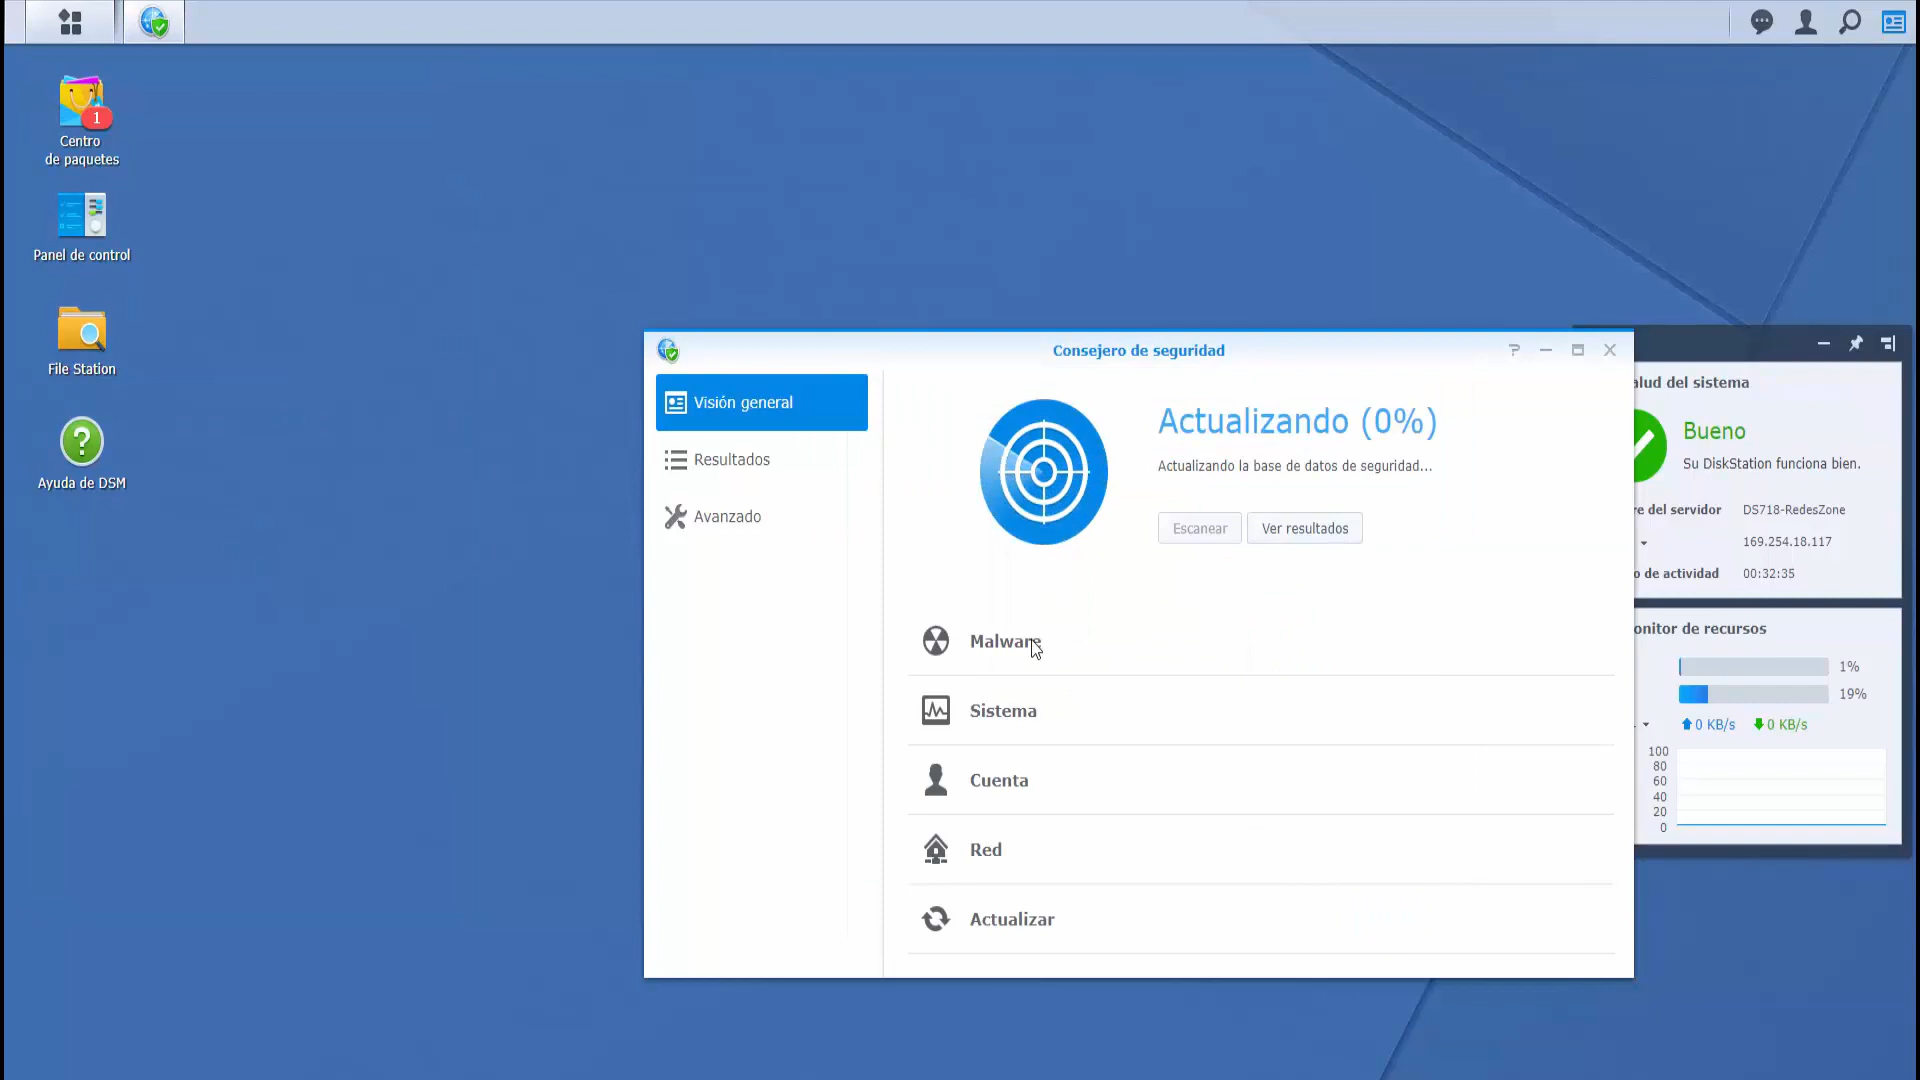 1
Centro
de paquetes
Panel de control
File Station
Ayuda de DSM
Consejero de seguridad
Visión general
Resultados
Avanzado
Actualizando (0%)
Actualizando la base de datos de seguridad...
Escanear
Ver resultados
Malware
Sistema
Cuenta
Red
Actualizar
alud del sistema
Bueno
Su DiskStation funciona bien.
re del servidor
DS718-RedesZone
169.254.18.117
o de actividad
00:32:35
onitor de recursos
1%
19%
0 KB/s
0 KB/s
100
80
60
40
20
0